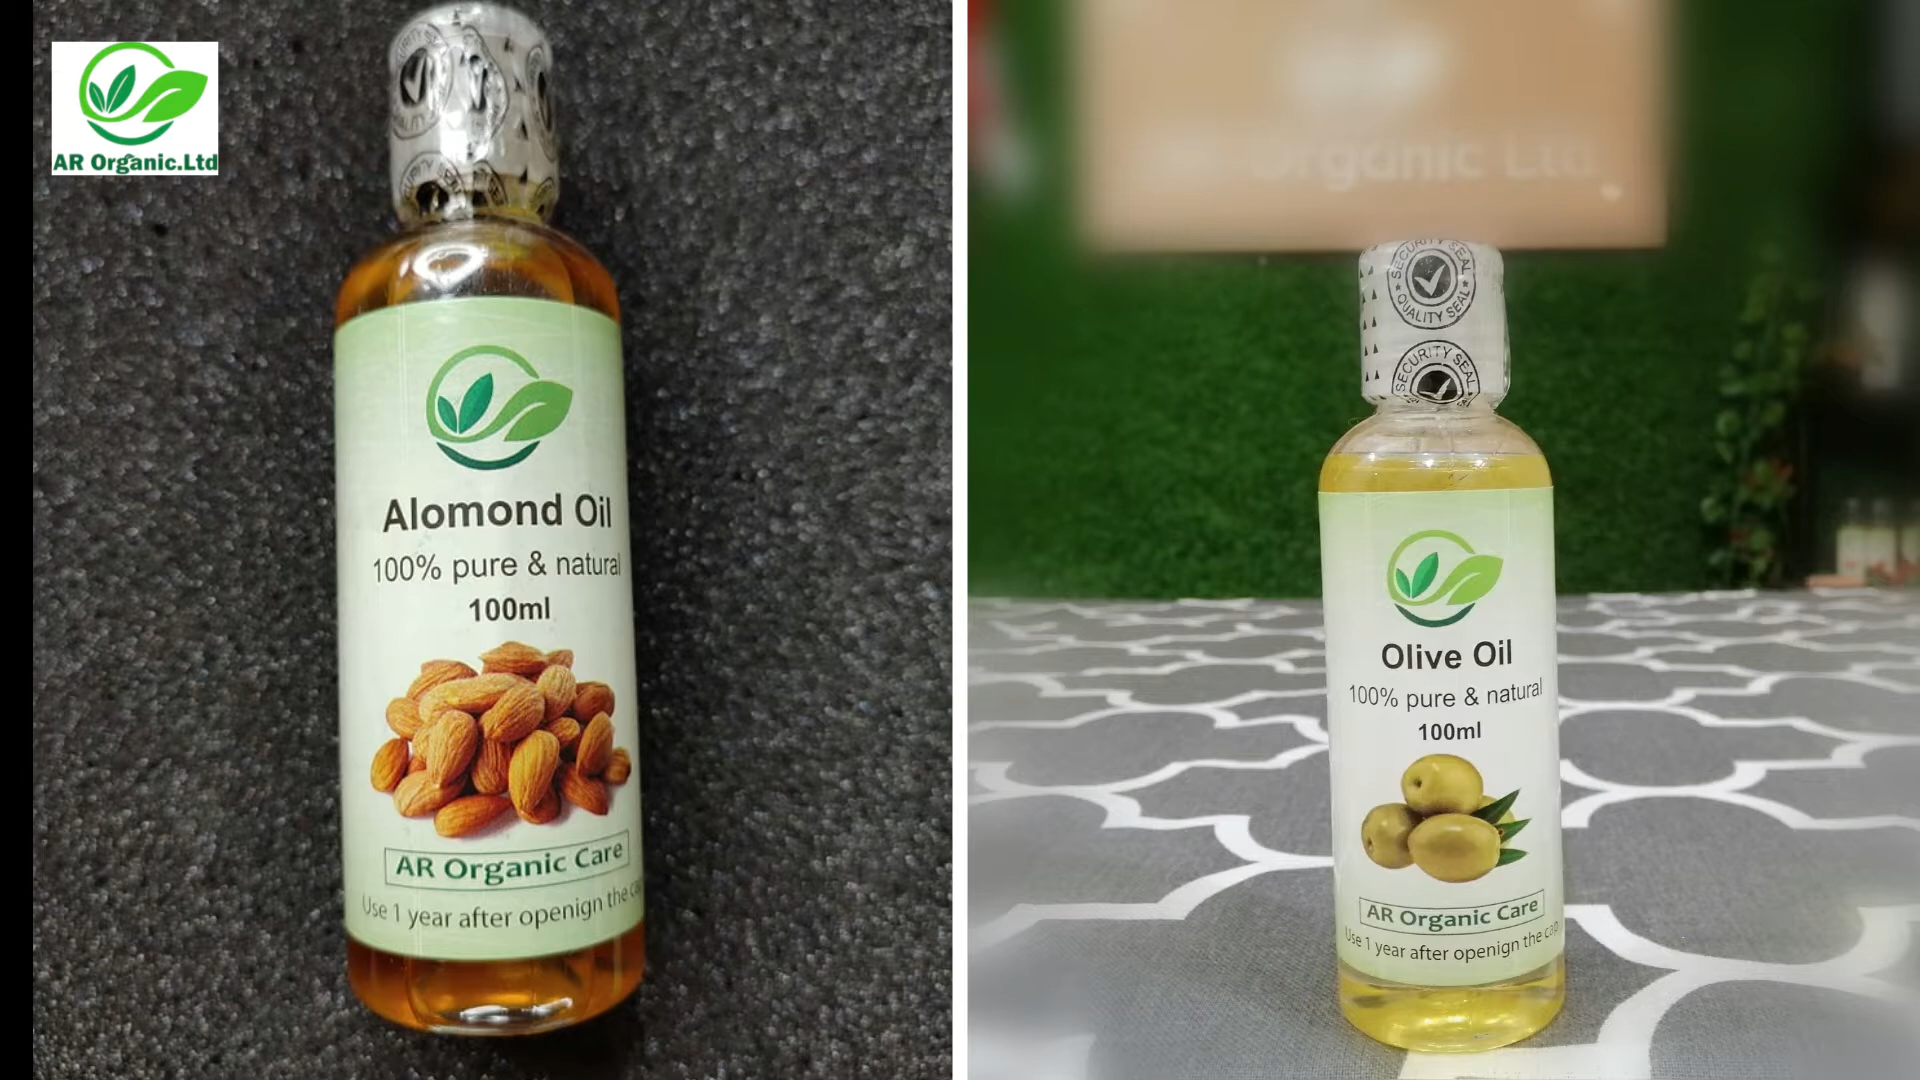 AR Organic.Ltd
Alomond Oil
100% pure & natural
100ml
AR Organic Care
Use 1 year after openign the cap
Organic Ltd.
SECURITY SEAL
QUALITY SEAL
SECURITY SEAL
Olive Oil
100% pure & natural
100ml
AR Organic Care
Use 1 year after openign the cap